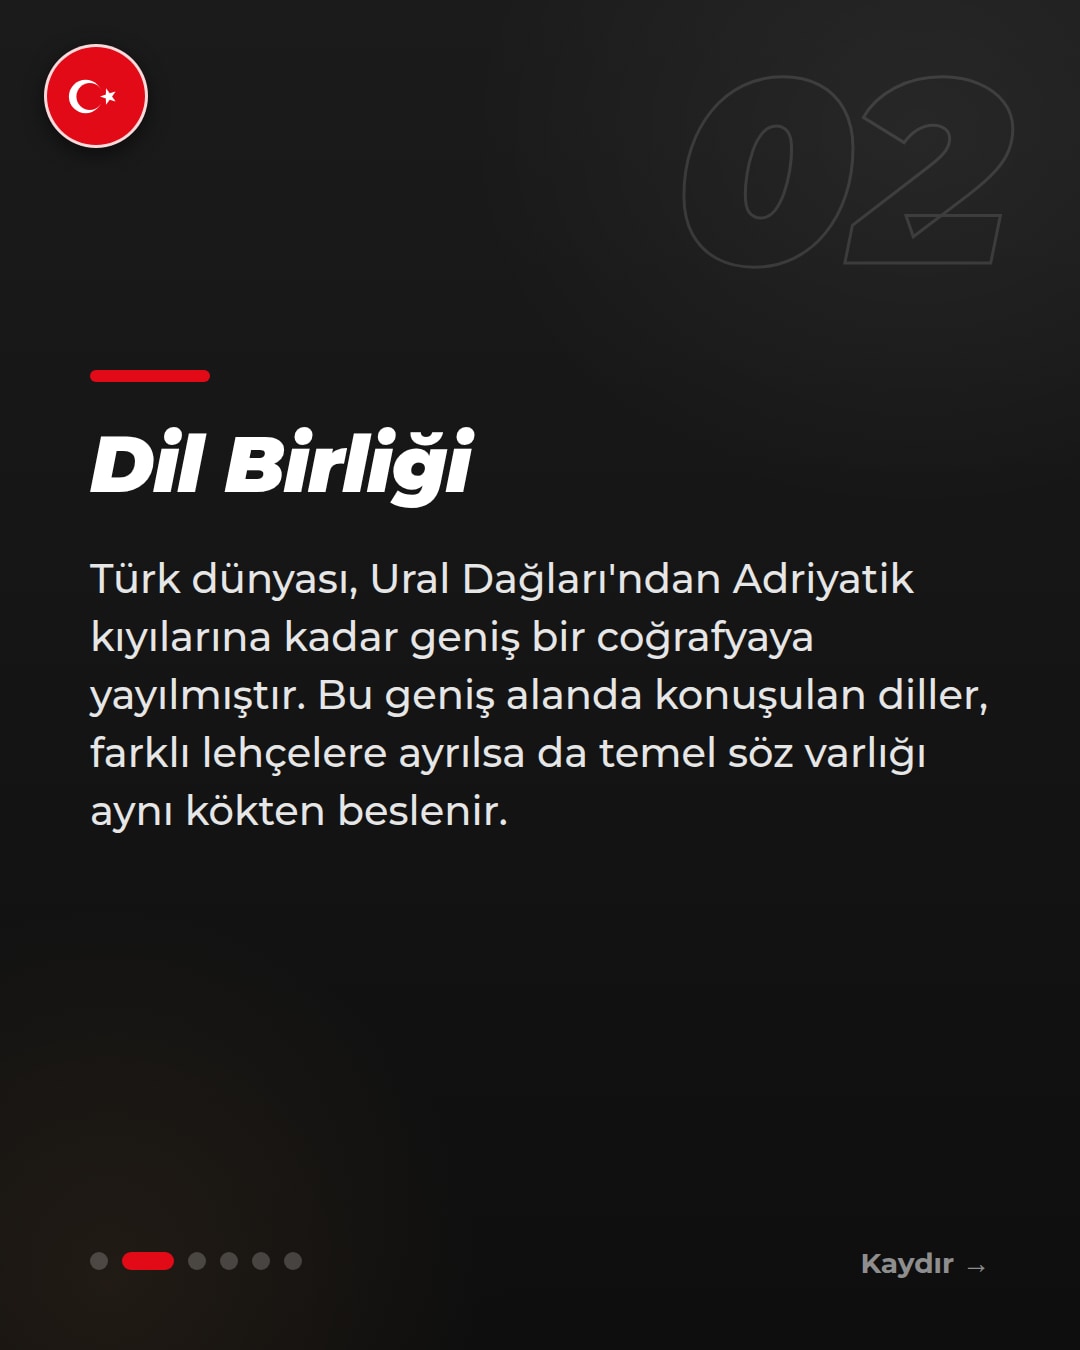 02
Dil Birliği
Türk dünyası, Ural Dağları'ndan Adriyatik
kıyılarına kadar geniş bir coğrafyaya
yayılmıştır. Bu geniş alanda konuşulan diller,
farklı lehçelere ayrılsa da temel söz varlığı
aynı kökten beslenir.
Kaydır →